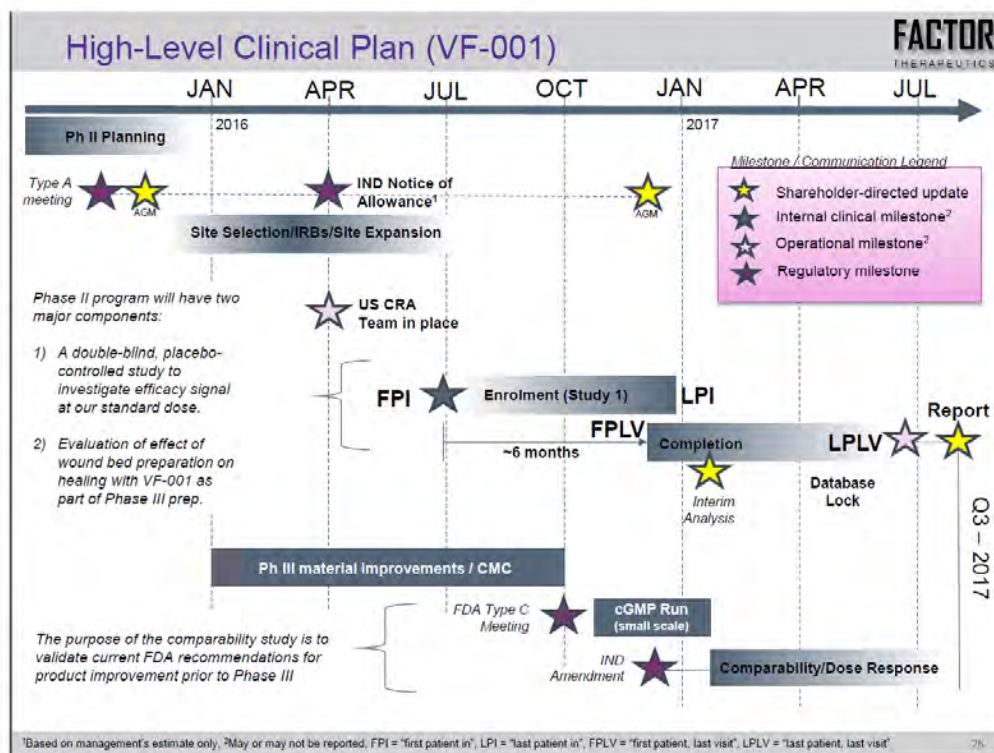 High-Level Clinical Plan (VF-001)
FACTOR
THERAPEUTICS
JAN APR JUL OCT JAN APR JUL
2016 2017
Ph II Planning
Type A
meeting
AGM
IND Notice of
Allowance¹
AGM
Milestone / Communication Legend
Shareholder-directed update
Internal clinical milestone²
Operational milestone²
Regulatory milestone
Site Selection/IRBs/Site Expansion
Phase II program will have two
major components:
1) A double-blind, placebo-
controlled study to
investigate efficacy signal
at our standard dose.
2) Evaluation of effect of
wound bed preparation on
healing with VF-001 as
part of Phase III prep.
US CRA
Team in place
FPI
Enrolment (Study 1)
LPI
FPLV
~6 months
Completion
LPLV
Report
Interim
Analysis
Database
Lock
Q3 – 2017
Ph III material improvements / CMC
FDA Type C
Meeting
cGMP Run
(small scale)
The purpose of the comparability study is to
validate current FDA recommendations for
product improvement prior to Phase III
IND
Amendment
Comparability/Dose Response
¹Based on management's estimate only, ²May or may not be reported, FPI = "first patient in", LPI = "last patient in", FPLV = "first patient, last visit", LPLV = "last patient, last visit"